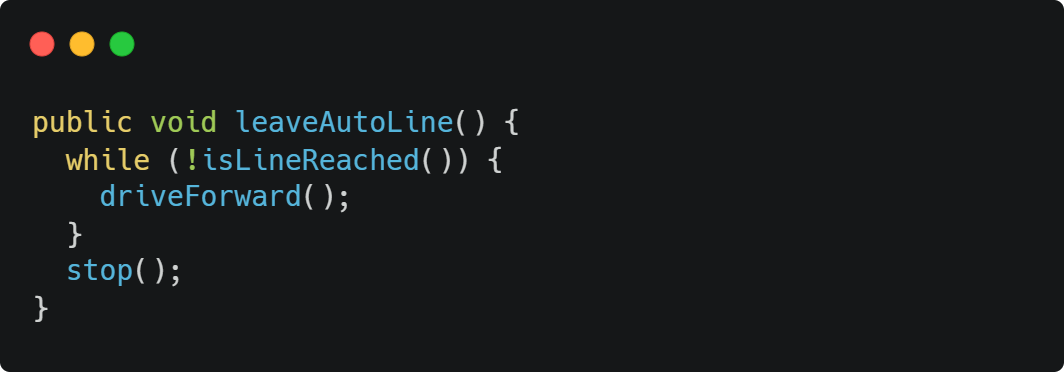 public void leaveAutoLine() {
  while (!isLineReached()) {
    driveForward();
  }
  stop();
}